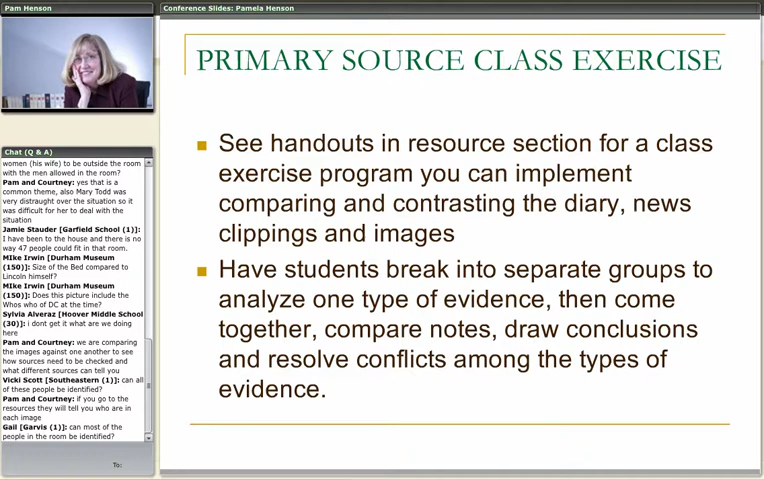 Pam Henson
Conference Slides: Pamela Henson
PRIMARY SOURCE CLASS EXERCISE
See handouts in resource section for a class
exercise program you can implement
comparing and contrasting the diary, news
clippings and images
Have students break into separate groups to
analyze one type of evidence, then come
together, compare notes, draw conclusions
and resolve conflicts among the types of
evidence.
Chat (Q & A)
women (his wife) to be outside the room
with the men allowed in the room?
Pam and Courtney: yes that is a
common theme, also Mary Todd was
very distraught over the situation so it
was difficult for her to deal with the
situation
Jamie Stauder [Garfield School (1)]:
I have been to the house and there is no
way 47 people could fit in that room.
MIke Irwin [Durham Museum
(150)]: Size of the Bed compared to
Lincoln himself?
MIke Irwin [Durham Museum
(150)]: Does this picture include the
Whos who of DC at the time?
Sylvia Alveraz [Hoover Middle School
(30)]: i dont get it what are we doing
here
Pam and Courtney: we are comparing
the images against one another to see
how sources need to be checked and
what different sources can tell you
Vicki Scott [Southeastern (1)]: can all
of these people be identified?
Pam and Courtney: if you go to the
resources they will tell you who are in
each image
Gail [Garvis (1)]: can most of the
people in the room be identified?
To: